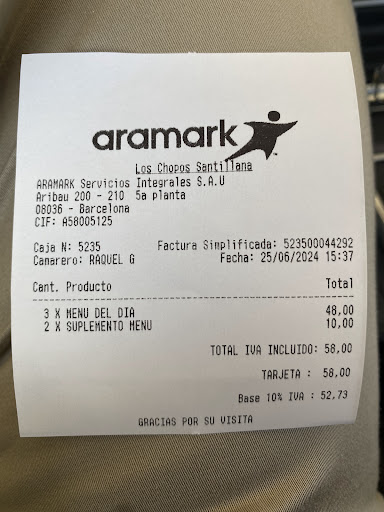 aramark
Los Chopos Santillana
ARAMARK Servicios Integrales S.A.U
Aribau 200 - 210 5a planta
08036 - Barcelona
CIF: A58005125
Caja N: 5235 Factura Simplificada: 523500044292
Camarero: RAQUEL G Fecha: 25/06/2024 15:37
Cant. Producto Total
3 X MENU DEL DIA 48,00
2 X SUPLEMENTO MENU 10,00
TOTAL IVA INCLUIDO: 58,00
TARJETA : 58,00
Base 10% IVA : 52,73
GRACIAS POR SU VISITA